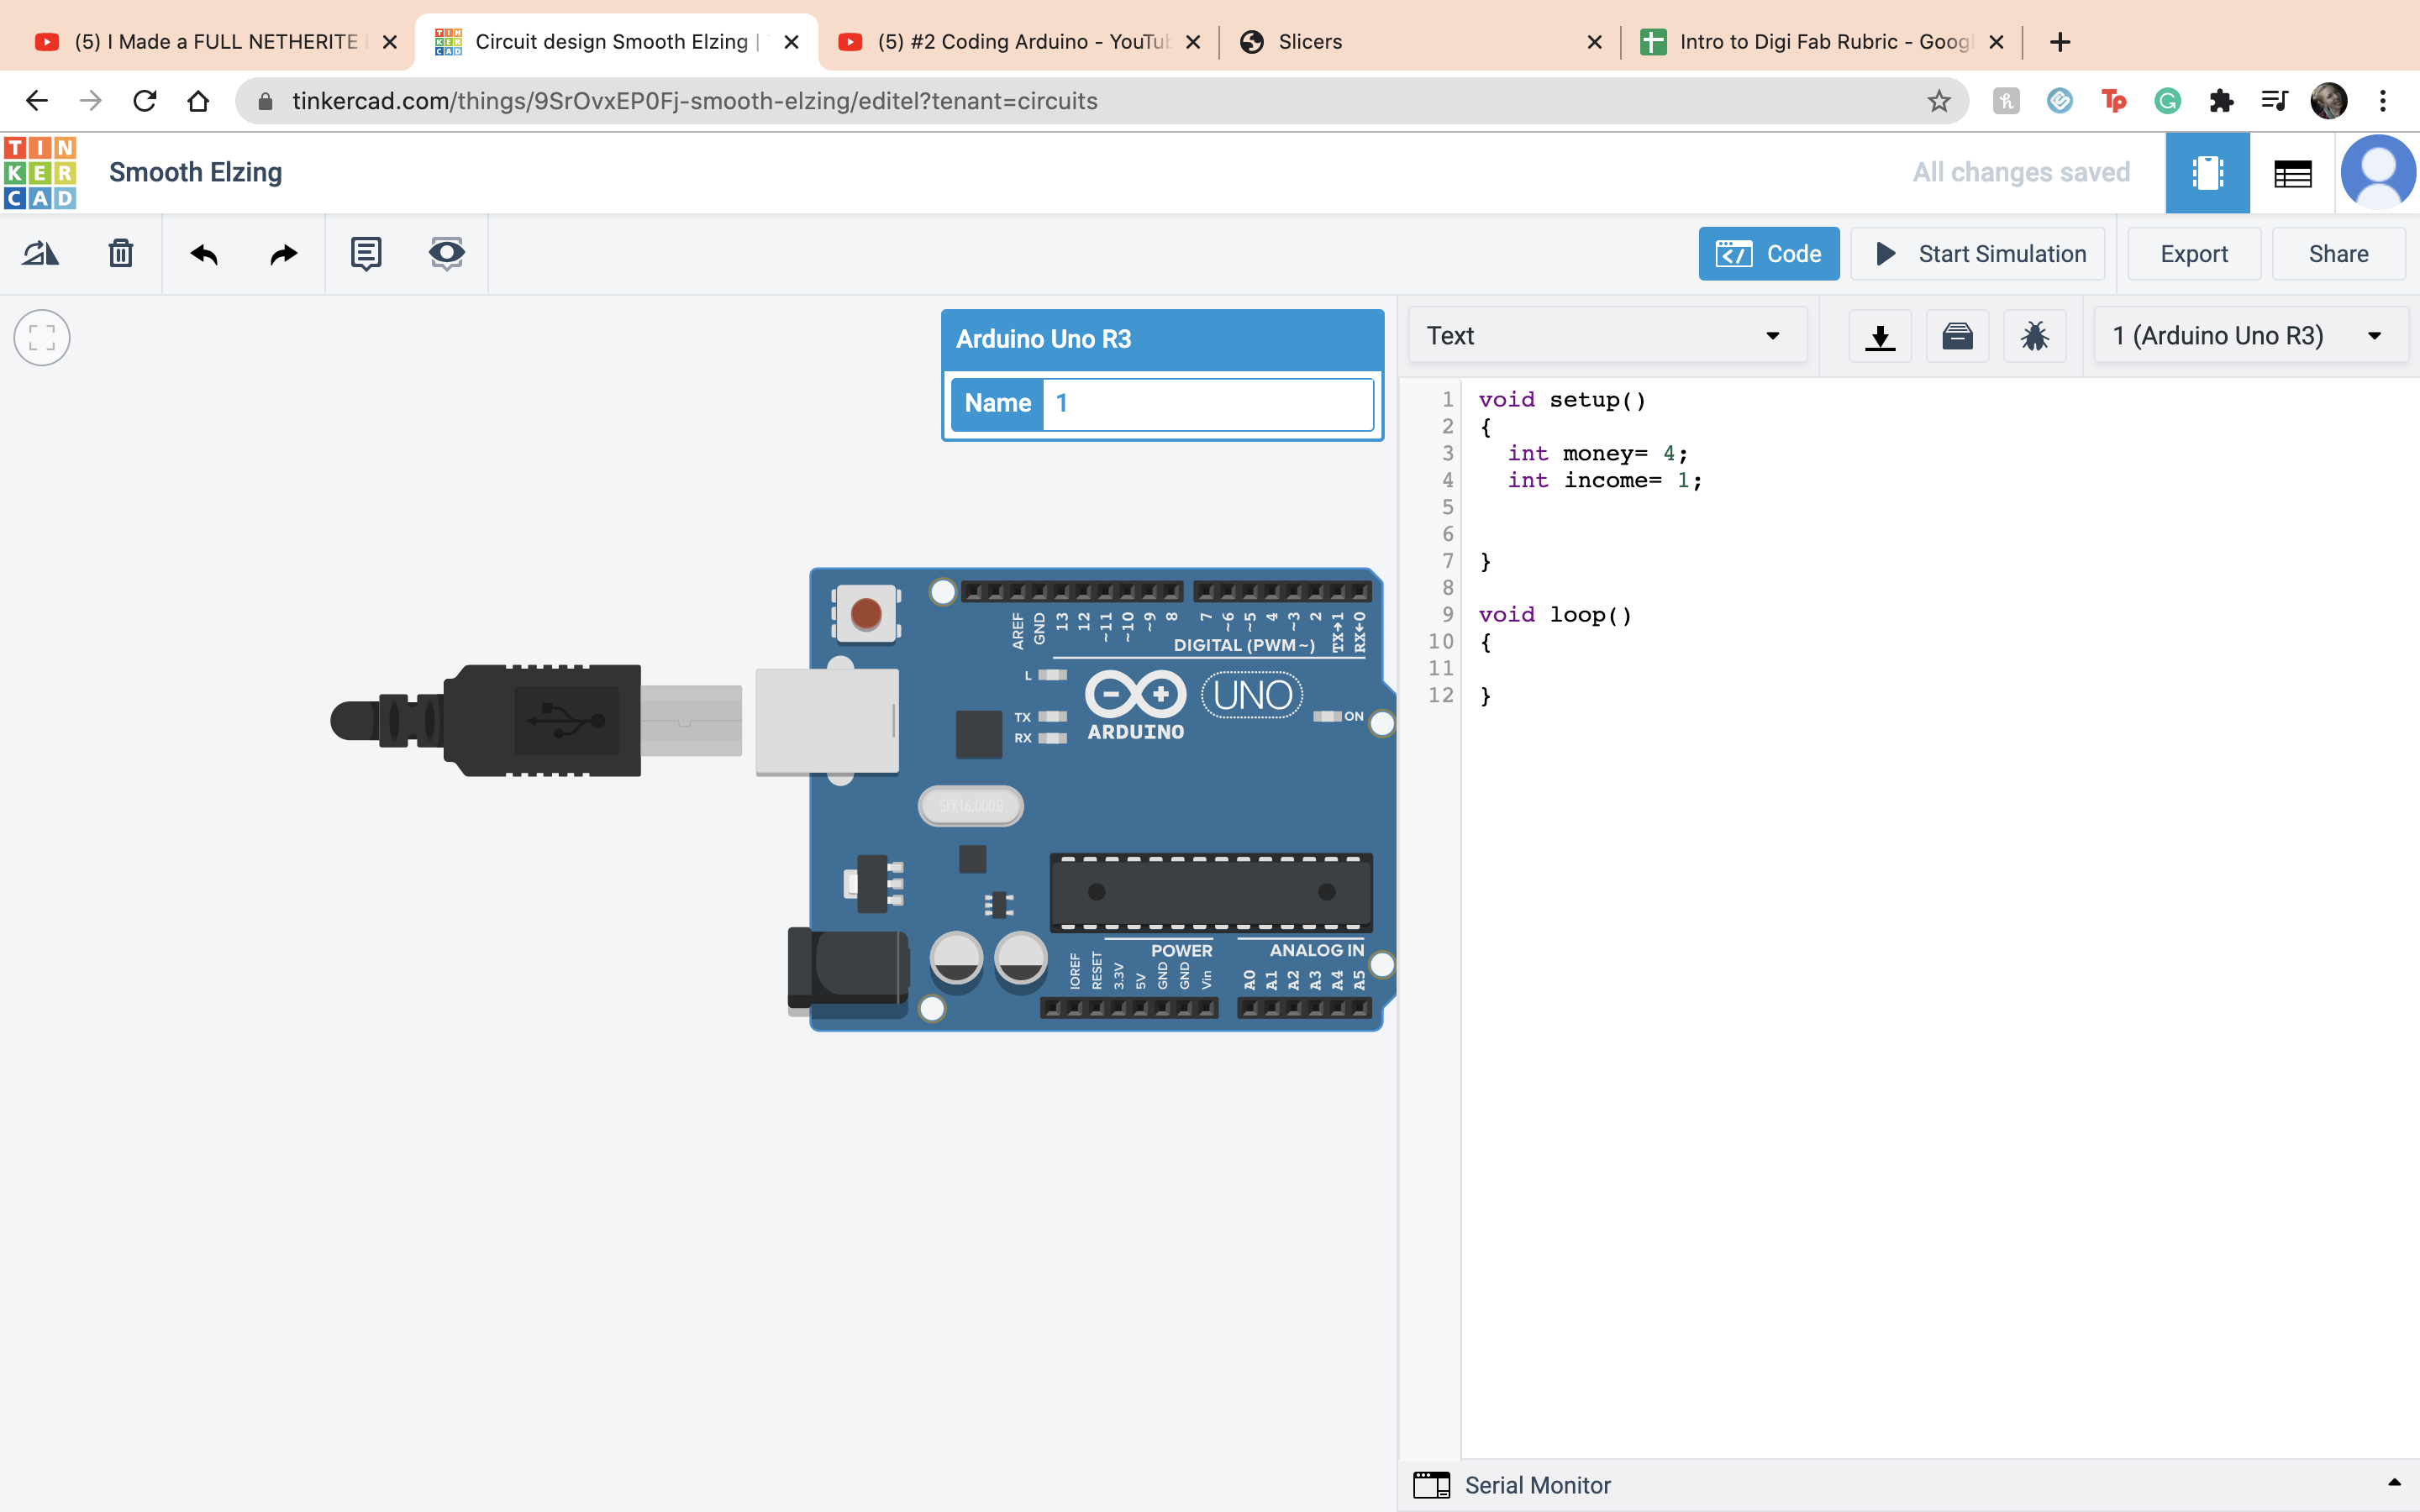 (5) I Made a FULL NETHERITE
Circuit design Smooth Elzing |
(5) #2 Coding Arduino - YouTub
Slicers
Intro to Digi Fab Rubric - Googl
tinkercad.com/things/9SrOvxEP0Fj-smooth-elzing/editel?tenant=circuits
TIN
KER
CAD
Smooth Elzing
All changes saved
Code
Start Simulation
Export
Share
Arduino Uno R3
Name 1
Text
1 (Arduino Uno R3)
1 void setup()
2 {
3 int money= 4;
4 int income= 1;
5
6
7 }
8
9 void loop()
10 {
11
12 }
AREF GND 13 12 ~11 ~10 ~9 8 7 ~6 ~5 4 ~3 2 TX→1 RX←0
DIGITAL (PWM~)
L
TX
RX
ARDUINO
UNO
ON
SPK16.000G
POWER
ANALOG IN
IOREF RESET 3.3V 5V GND GND Vin A0 A1 A2 A3 A4 A5
Serial Monitor